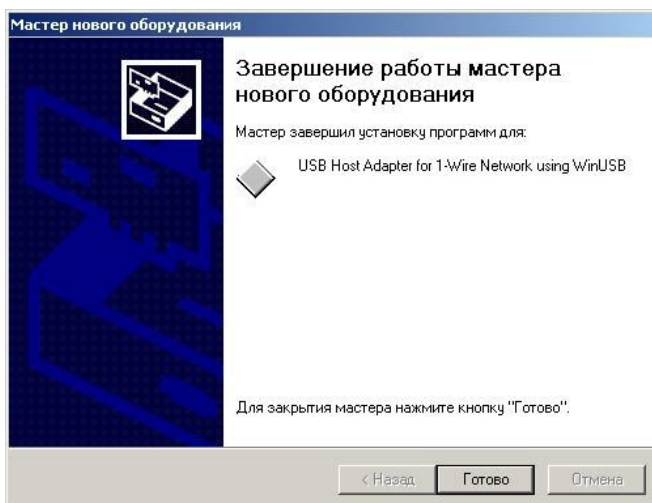 Мастер нового оборудования
Завершение работы мастера
нового оборудования
Мастер завершил установку программ для:
USB Host Adapter for 1-Wire Network using WinUSB
Для закрытия мастера нажмите кнопку "Готово".
< Назад Готово Отмена